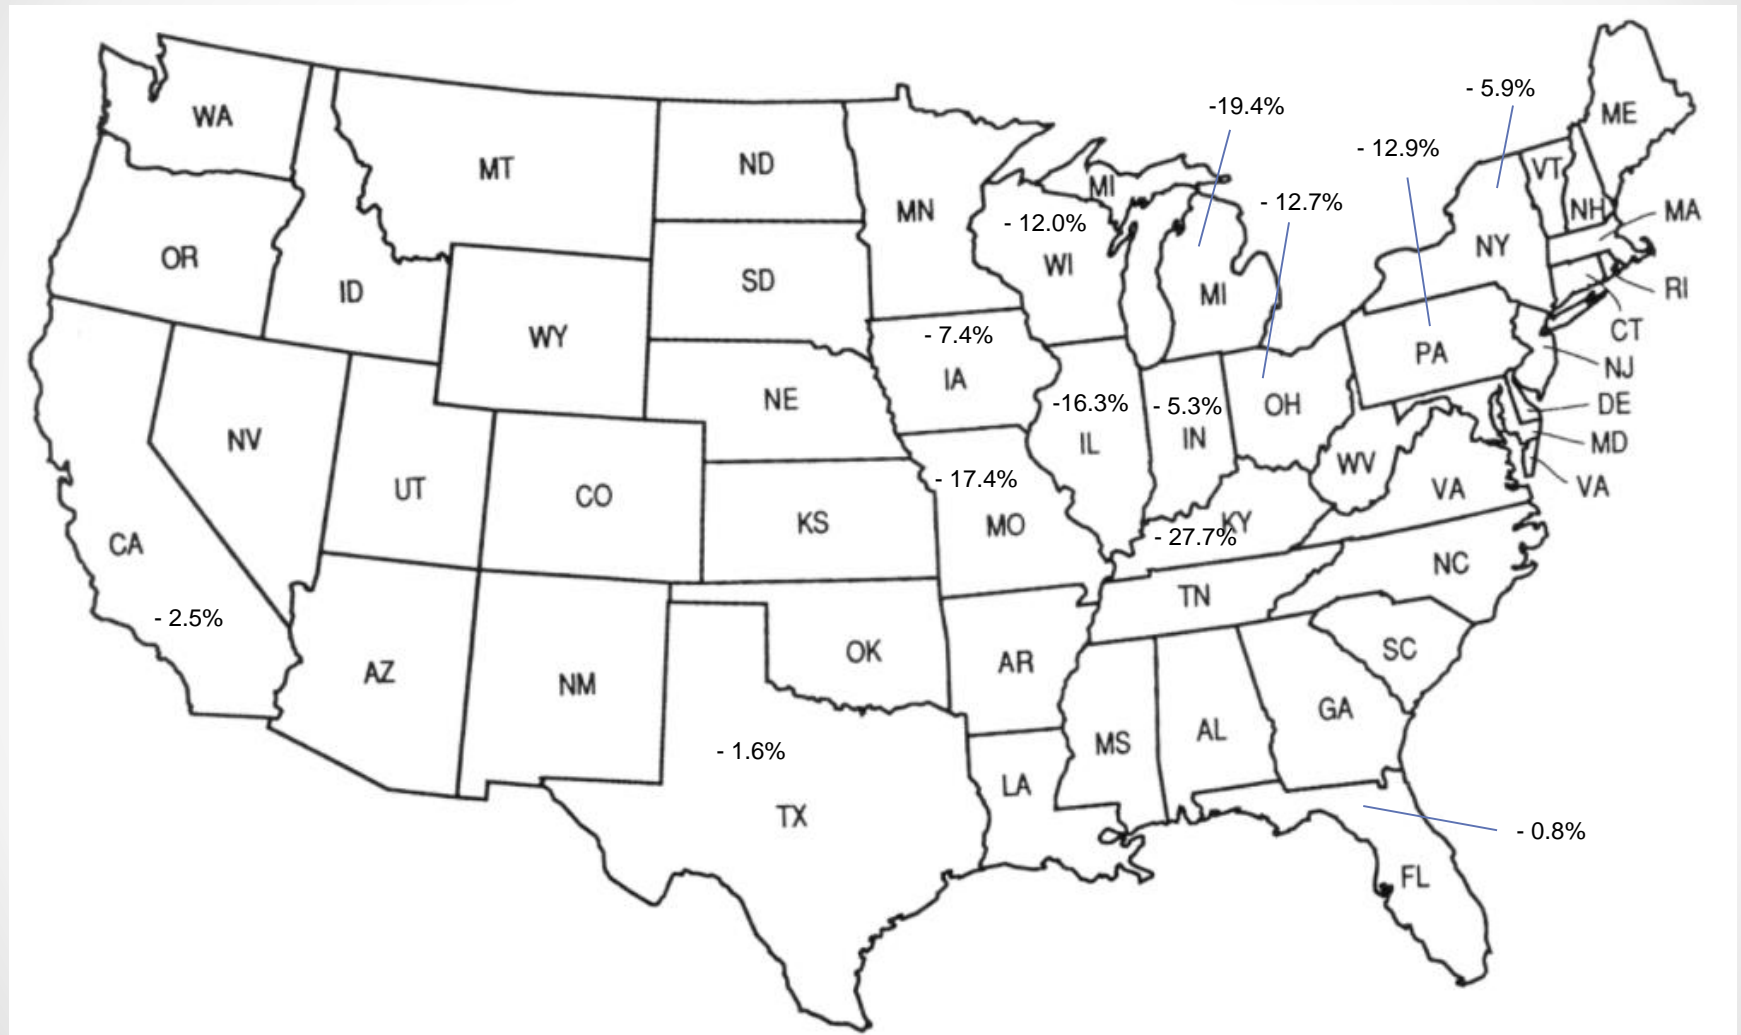 - 5.9%
-19.4%
ME
WA
- 12.9%
ND
MT
VT
MI
- 12.7%
MN
NH
MA
- 12.0%
NY
OR
WI
SD
RI
ID
MI
CT
WY
- 7.4%
PA
NJ
IA
NE
-16.3%
- 5.3%
OH
DE
NV
IL
IN
MD
WV
- 17.4%
UT
CO
VA
VA
KS
MO
KY
- 27.7%
CA
NC
TN
- 2.5%
OK
AR
SC
AZ
NM
GA
AL
MS
- 1.6%
LA
TX
- 0.8%
FL